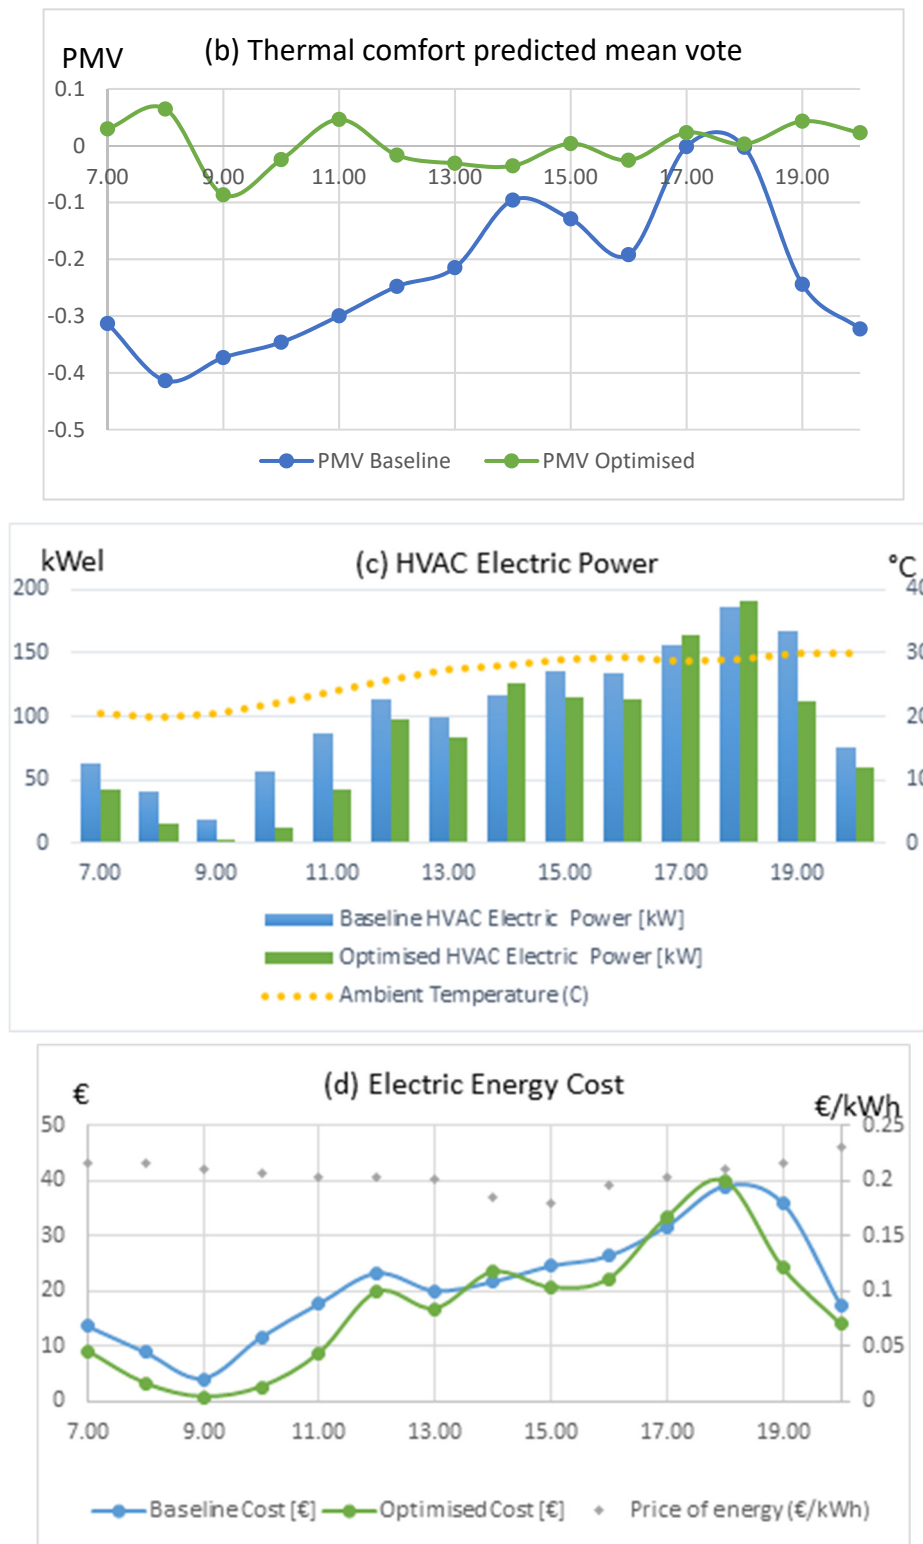 PMV
(b) Thermal comfort predicted mean vote
0.1
0
7.00 9.00 11.00 13.00 15.00 17.00 19.00
-0.1
-0.2
-0.3
-0.4
-0.5
PMV Baseline PMV Optimised
kWel (c) HVAC Electric Power °C
200 40
150 30
100 20
50 10
0 0
7.00 9.00 11.00 13.00 15.00 17.00 19.00
Baseline HVAC Electric Power [kW]
Optimised HVAC Electric Power [kW]
Ambient Temperature (C)
€ (d) Electric Energy Cost €/kWh
50 0.25
40 0.2
30 0.15
20 0.1
10 0.05
0 0
7.00 9.00 11.00 13.00 15.00 17.00 19.00
Baseline Cost [€] Optimised Cost [€] Price of energy (€/kWh)